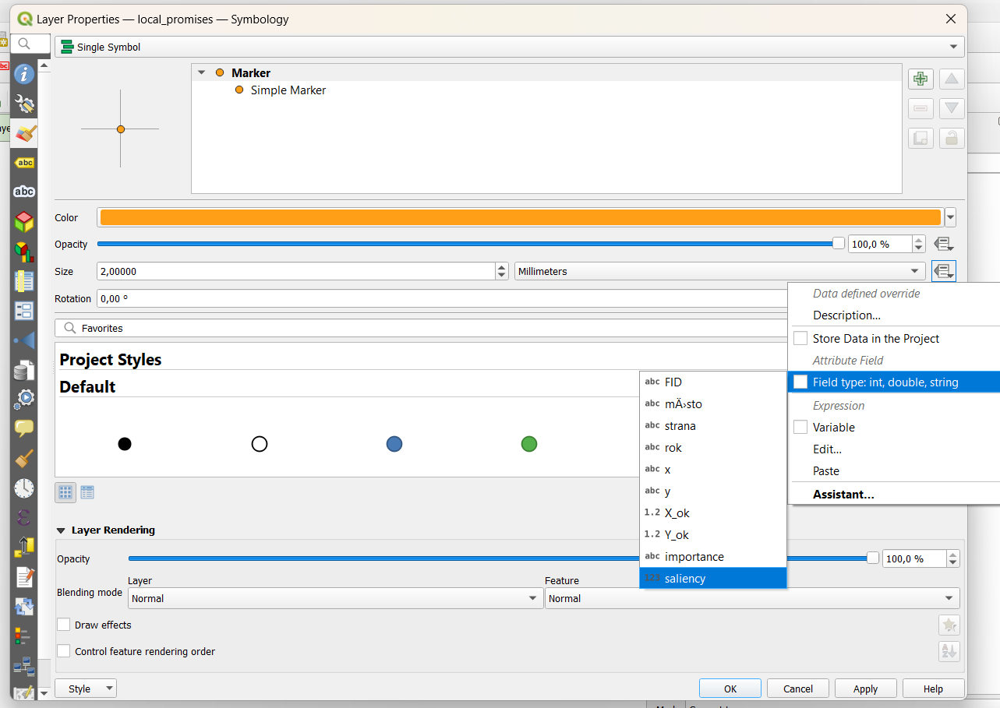 Layer Properties — local_promises — Symbology
Single Symbol
Marker
Simple Marker
abc
abc
Color
Opacity
100,0 %
Size
2,00000
Millimeters
Rotation
0,00 °
Data defined override
Description...
Store Data in the Project
Attribute Field
Field type: int, double, string
Expression
Variable
Edit...
Paste
Assistant...
Favorites
Project Styles
Default
abc FID
abc mÄ›sto
abc strana
abc rok
abc x
abc y
1.2 X_ok
1.2 Y_ok
abc importance
123 saliency
Layer Rendering
Opacity
100,0 %
Blending mode
Layer
Normal
Feature
Normal
Draw effects
Control feature rendering order
Style
OK
Cancel
Apply
Help